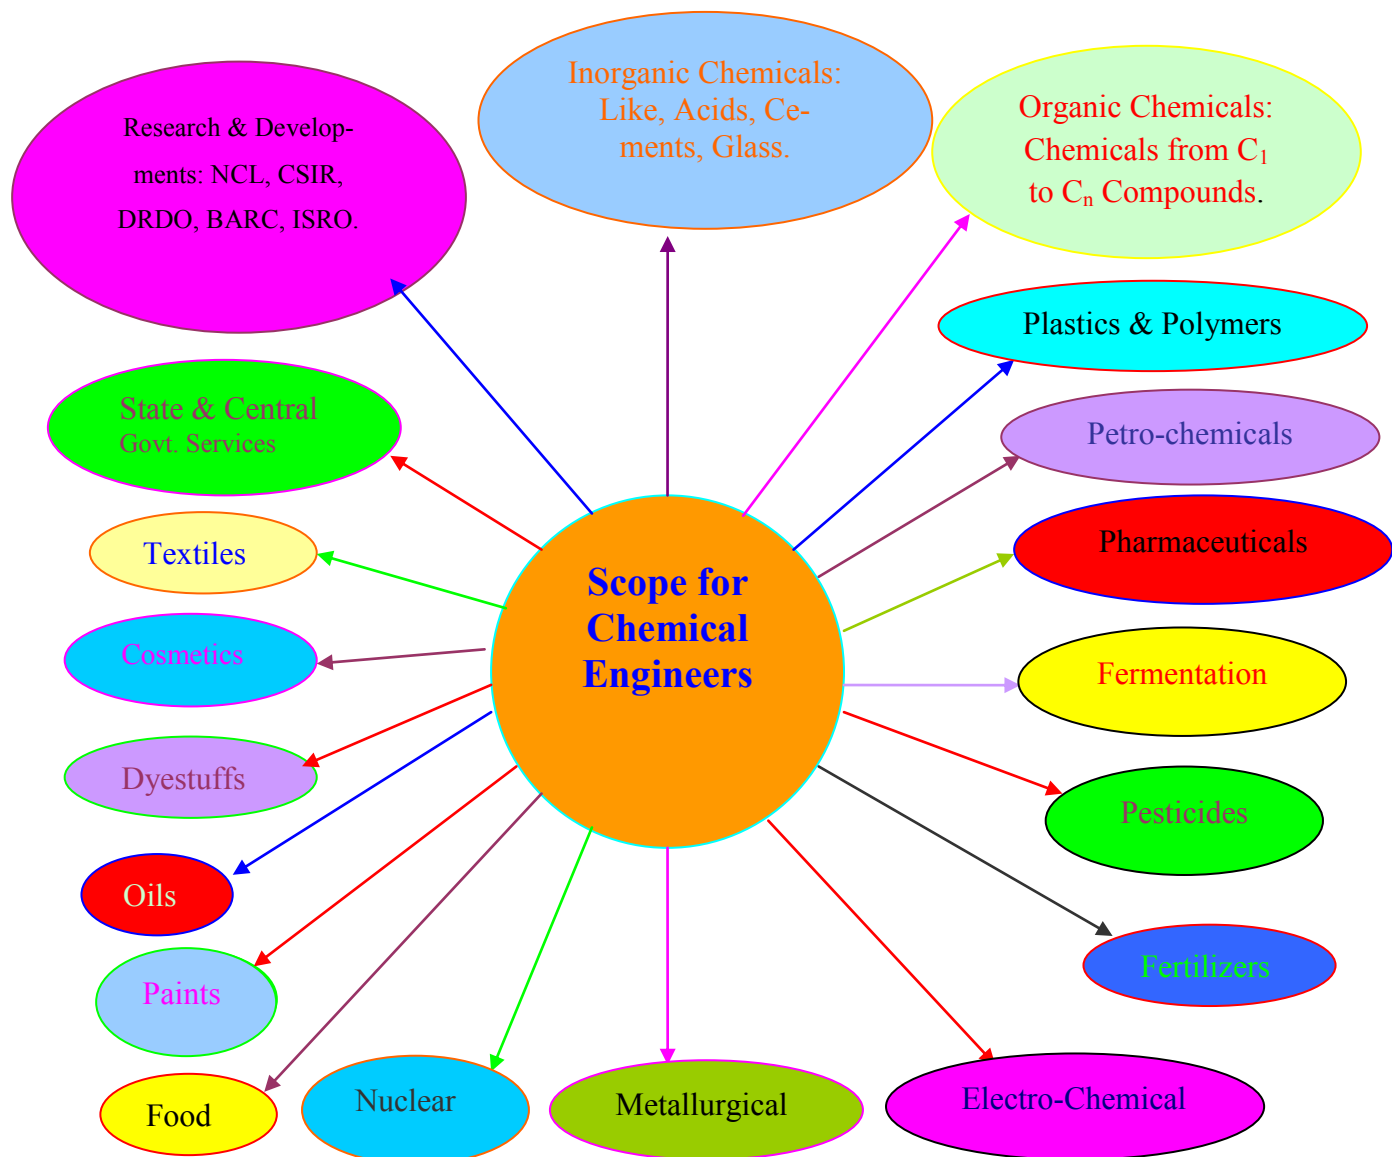 Inorganic Chemicals:
Like, Acids, Ce-
ments, Glass.
Organic Chemicals:
Chemicals from C₁
to Cₙ Compounds.
Research & Develop-
ments: NCL, CSIR,
DRDO, BARC, ISRO.
Plastics & Polymers
State & Central
Govt. Services
Petro-chemicals
Textiles
Pharmaceuticals
Scope for
Chemical
Engineers
Cosmetics
Fermentation
Dyestuffs
Pesticides
Oils
Fertilizers
Paints
Food
Nuclear
Metallurgical
Electro-Chemical